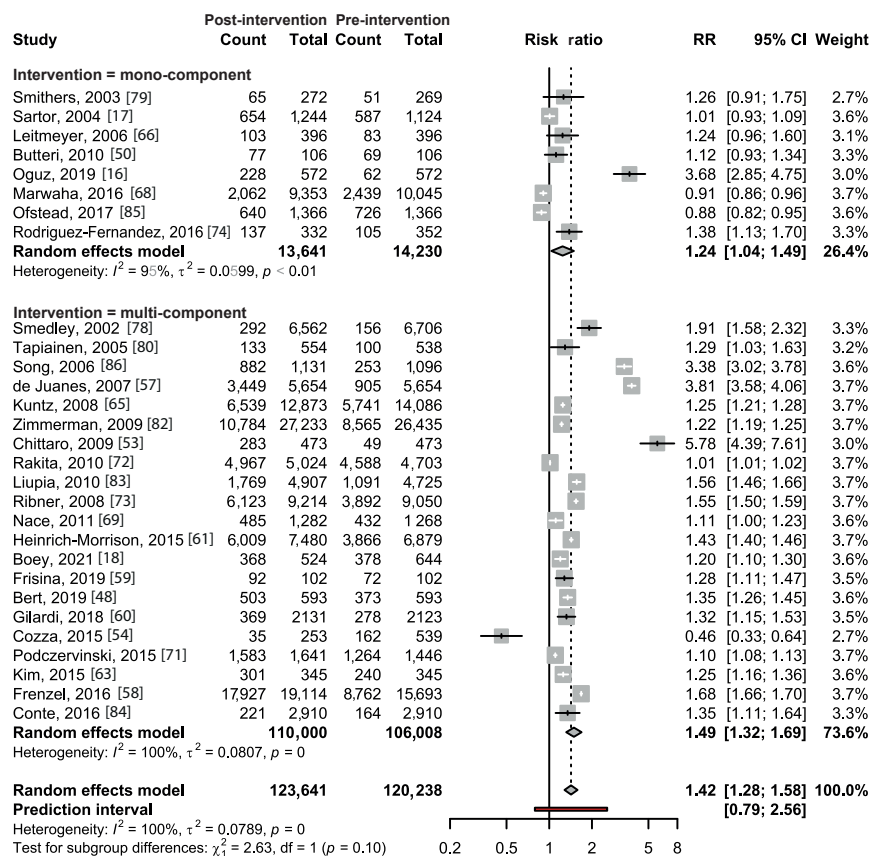 Post-intervention Pre-intervention
Study Count Total Count Total Risk ratio RR 95% CI Weight
Intervention = mono-component
Smithers, 2003 [79] 65 272 51 269 1.26 [0.91; 1.75] 2.7%
Sartor, 2004 [17] 654 1,244 587 1,124 1.01 [0.93; 1.09] 3.6%
Leitmeyer, 2006 [66] 103 396 83 396 1.24 [0.96; 1.60] 3.1%
Butteri, 2010 [50] 77 106 69 106 1.12 [0.93; 1.34] 3.3%
Oguz, 2019 [16] 228 572 62 572 3.68 [2.85; 4.75] 3.1%
Marwaha, 2016 [68] 2,062 9,353 2,439 10,045 0.91 [0.86; 0.96] 3.7%
Ofstead, 2017 [85] 640 1,366 726 1,366 0.88 [0.82; 0.95] 3.6%
Rodriguez-Fernandez, 2016 [74] 137 332 105 352 1.38 [1.13; 1.70] 3.3%
Random effects model 13,641 14,230 1.24 [1.04; 1.49] 26.4%
Heterogeneity: I² = 95%, τ² = 0.0599, p < 0.01
Intervention = multi-component
Smedley, 2002 [78] 292 6,562 156 6,706 1.91 [1.58; 2.32] 3.3%
Tapiainen, 2005 [80] 133 554 100 538 1.29 [1.03; 1.63] 3.2%
Song, 2006 [86] 882 1,131 253 1,096 3.38 [3.02; 3.78] 3.6%
de Juanes, 2007 [57] 3,449 5,654 905 5,654 3.81 [3.58; 4.06] 3.7%
Kuntz, 2008 [65] 6,539 12,873 5,741 14,086 1.25 [1.21; 1.28] 3.7%
Zimmerman, 2009 [82] 10,784 27,233 8,565 26,435 1.22 [1.19; 1.25] 3.7%
Chittaro, 2009 [53] 283 473 49 473 5.78 [4.39; 7.61] 3.0%
Rakita, 2010 [72] 4,967 5,024 4,588 4,703 1.01 [1.01; 1.02] 3.7%
Liupia, 2010 [83] 1,769 4,907 1,091 4,725 1.56 [1.46; 1.66] 3.7%
Ribner, 2008 [73] 6,123 9,214 3,892 9,050 1.55 [1.50; 1.59] 3.7%
Nace, 2011 [69] 485 1,282 432 1 268 1.11 [1.00; 1.23] 3.6%
Heinrich-Morrison, 2015 [61] 6,009 7,480 3,866 6,879 1.43 [1.40; 1.46] 3.7%
Boey, 2021 [18] 368 524 378 644 1.20 [1.10; 1.30] 3.6%
Frisina, 2019 [59] 92 102 72 102 1.28 [1.11; 1.47] 3.5%
Bert, 2019 [48] 503 593 373 593 1.35 [1.26; 1.45] 3.7%
Gilardi, 2018 [60] 369 2131 278 2123 1.32 [1.15; 1.53] 3.5%
Cozza, 2015 [54] 35 253 162 539 0.46 [0.33; 0.64] 2.7%
Podczervinski, 2015 [71] 1,583 1,641 1,264 1,446 1.10 [1.08; 1.13] 3.7%
Kim, 2015 [63] 301 345 240 345 1.25 [1.16; 1.36] 3.7%
Frenzel, 2016 [58] 17,927 19,114 8,762 15,693 1.68 [1.66; 1.70] 3.7%
Conte, 2016 [84] 221 2,910 164 2,910 1.35 [1.11; 1.64] 3.3%
Random effects model 110,000 106,008 1.49 [1.32; 1.69] 73.6%
Heterogeneity: I² = 100%, τ² = 0.0807, p = 0
Random effects model 123,641 120,238 1.42 [1.28; 1.58] 100.0%
Prediction interval [0.79; 2.56]
Heterogeneity: I² = 100%, τ² = 0.0789, p = 0
Test for subgroup differences: χ²₁ = 2.63, df = 1 (p = 0.10)
0.2 0.5 1 2 4 8